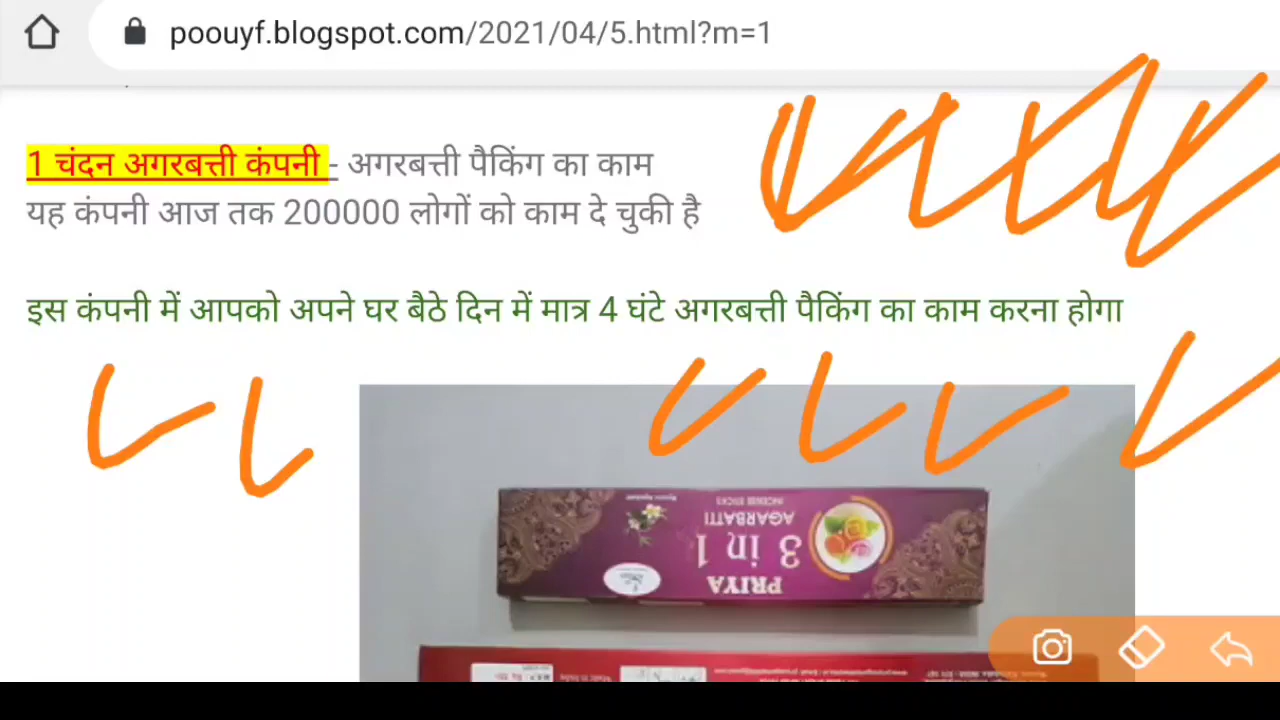 poouyf.blogspot.com/2021/04/5.html?m=1
1 चंदन अगरबत्ती कंपनी - अगरबत्ती पैकिंग का काम
यह कंपनी आज तक 200000 लोगों को काम दे चुकी है
इस कंपनी में आपको अपने घर बैठे दिन में मात्र 4 घंटे अगरबत्ती पैकिंग का काम करना होगा
PRIYA
3 in 1
AGARBATTI
INCENSE STICKS